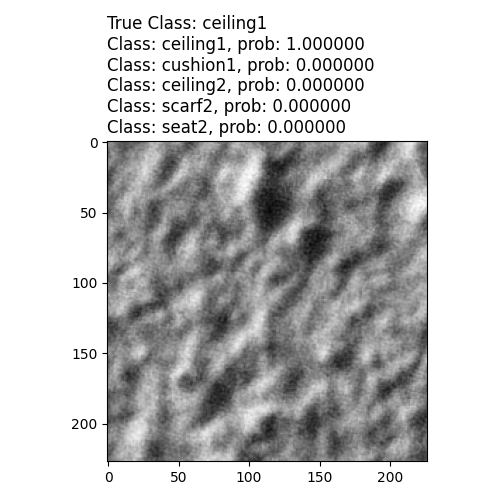 True Class: ceiling1
Class: ceiling1, prob: 1.000000
Class: cushion1, prob: 0.000000
Class: ceiling2, prob: 0.000000
Class: scarf2, prob: 0.000000
Class: seat2, prob: 0.000000
0
50
100
150
200
0 50 100 150 200